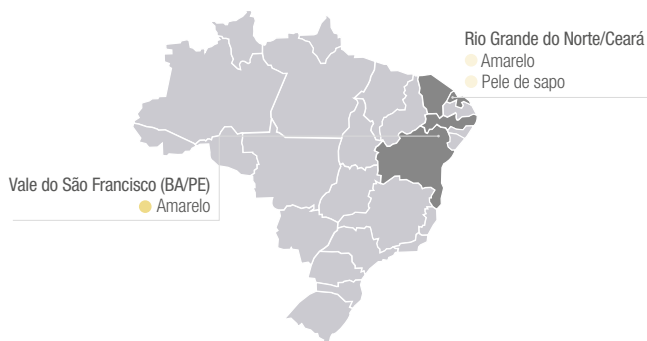 Rio Grande do Norte/Ceará
Amarelo
Pele de sapo
Vale do São Francisco (BA/PE)
Amarelo